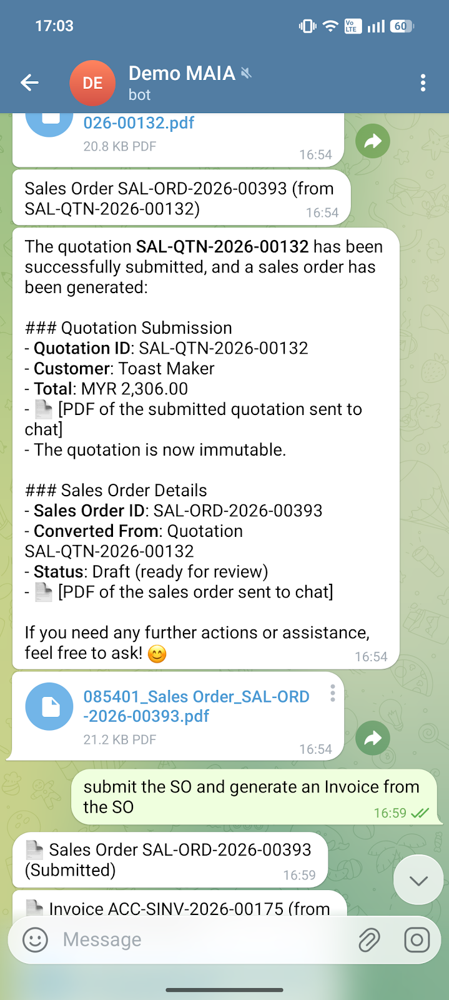 17:03
Vo
LTE
60
DE
Demo MAIA
bot
026-00132.pdf
20.8 KB PDF
16:54
Sales Order SAL-ORD-2026-00393 (from
SAL-QTN-2026-00132)
16:54
The quotation SAL-QTN-2026-00132 has been
successfully submitted, and a sales order has
been generated:
### Quotation Submission
- Quotation ID: SAL-QTN-2026-00132
- Customer: Toast Maker
- Total: MYR 2,306.00
- 📄 [PDF of the submitted quotation sent to
chat]
- The quotation is now immutable.
### Sales Order Details
- Sales Order ID: SAL-ORD-2026-00393
- Converted From: Quotation
SAL-QTN-2026-00132
- Status: Draft (ready for review)
- 📄 [PDF of the sales order sent to chat]
If you need any further actions or assistance,
feel free to ask! 😊
16:54
085401_Sales Order_SAL-ORD
-2026-00393.pdf
21.2 KB PDF
16:54
submit the SO and generate an Invoice from
the SO
16:59
📄 Sales Order SAL-ORD-2026-00393
(Submitted)
16:59
📄 Invoice ACC-SINV-2026-00175 (from
Message